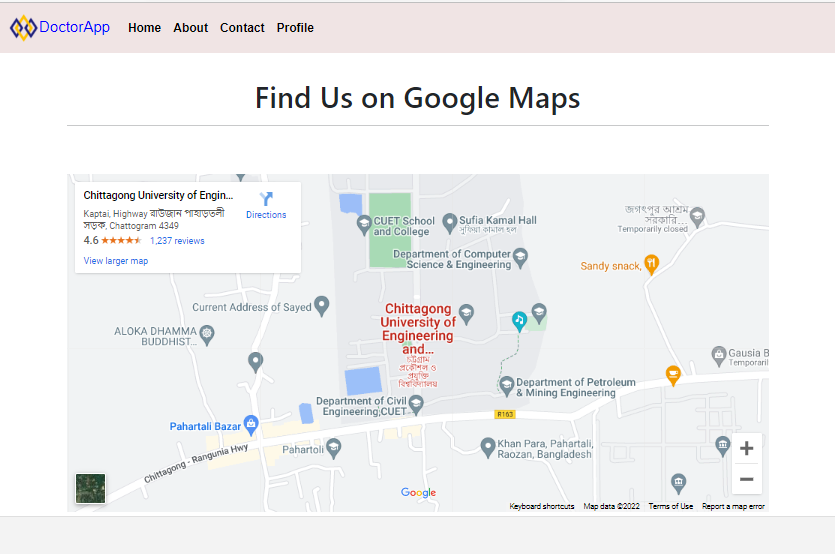 DoctorApp Home About Contact Profile
Find Us on Google Maps
Chittagong University of Engin...
Kaptai, Highway রাউজান পাহাড়তলী
সড়ক, Chattogram 4349
4.6
1,237 reviews
View larger map
Directions
CUET School
and College
Sufia Kamal Hall
সুফিয়া কামাল হল
জগৎপুর আশ্রম
সরকারি...
Temporarily closed
Department of Computer
Science & Engineering
Sandy snack,
Current Address of Sayed
Chittagong
University of
Engineering
and...
চট্টগ্রাম
প্রকৌশল ও
প্রযুক্তি
বিশ্ববিদ্যালয়
ALOKA DHAMMA
BUDDHIST...
Gausia B
Temporaril
Department of Petroleum
& Mining Engineering
Department of Civil
Engineering,CUET
R163
Pahartali Bazar
Pahartoli
Chittagong - Rangunia Hwy
Khan Para, Pahartali,
Raozan, Bangladesh
Google
Keyboard shortcuts Map data ©2022 Terms of Use Report a map error